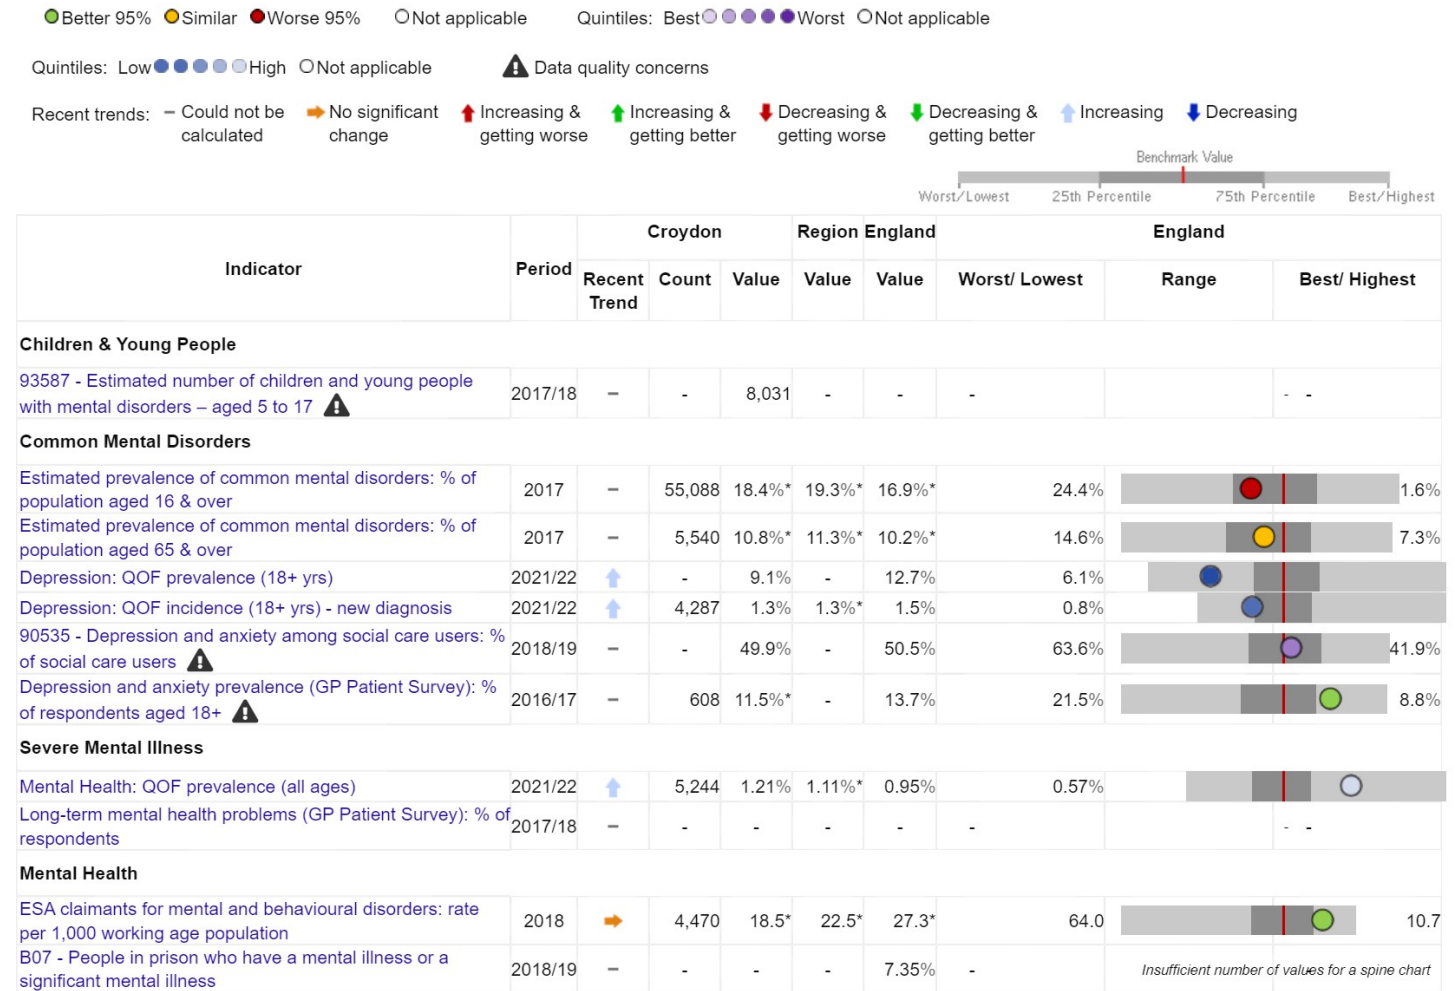 Better 95% Similar Worse 95% Not applicable Quintiles: Best Worst Not applicable
Quintiles: Low High Not applicable Data quality concerns
Recent trends: – Could not be calculated No significant change Increasing & getting worse Increasing & getting better Decreasing & getting worse Decreasing & getting better Increasing Decreasing
Benchmark Value
Worst/Lowest 25th Percentile 75th Percentile Best/Highest
Croydon Region England England
Indicator Period Recent Trend Count Value Value Value Worst/ Lowest Range Best/ Highest
Children & Young People
93587 - Estimated number of children and young people
with mental disorders – aged 5 to 17 2017/18 – - 8,031 - - - - -
Common Mental Disorders
Estimated prevalence of common mental disorders: % of
population aged 16 & over 2017 – 55,088 18.4%* 19.3%* 16.9%* 24.4% 1.6%
Estimated prevalence of common mental disorders: % of
population aged 65 & over 2017 – 5,540 10.8%* 11.3%* 10.2%* 14.6% 7.3%
Depression: QOF prevalence (18+ yrs) 2021/22 - 9.1% - 12.7% 6.1%
Depression: QOF incidence (18+ yrs) - new diagnosis 2021/22 4,287 1.3% 1.3%* 1.5% 0.8%
90535 - Depression and anxiety among social care users: %
of social care users 2018/19 – - 49.9% - 50.5% 63.6% 41.9%
Depression and anxiety prevalence (GP Patient Survey): %
of respondents aged 18+ 2016/17 – 608 11.5%* - 13.7% 21.5% 8.8%
Severe Mental Illness
Mental Health: QOF prevalence (all ages) 2021/22 5,244 1.21% 1.11%* 0.95% 0.57%
Long-term mental health problems (GP Patient Survey): % of
respondents 2017/18 – - - - - - - -
Mental Health
ESA claimants for mental and behavioural disorders: rate
per 1,000 working age population 2018 4,470 18.5* 22.5* 27.3* 64.0 10.7
B07 - People in prison who have a mental illness or a
significant mental illness 2018/19 – - - - 7.35% - Insufficient number of values for a spine chart